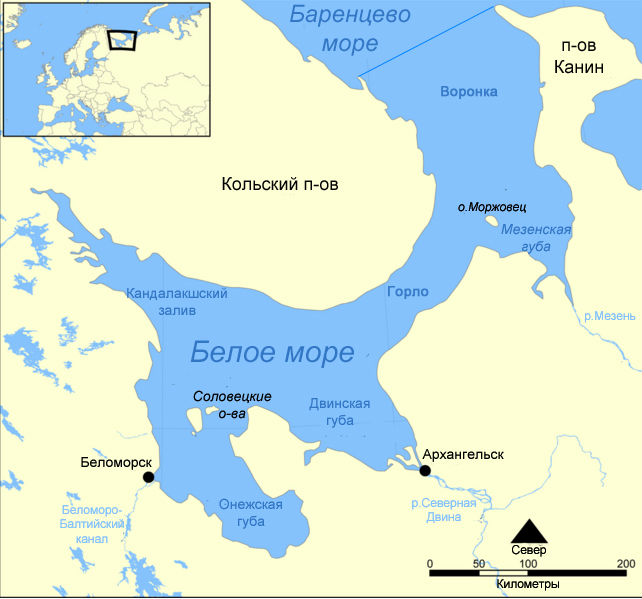 Баренцево
море
п-ов
Канин
Воронка
Кольский п-ов
о.Моржовец
Мезенская
губа
Кандалакшский
залив
Горло
р.Мезень
Белое море
Соловецкие
о-ва
Двинская
губа
Беломорск
Архангельск
Онежская
губа
р.Северная
Двина
Беломоро-
Балтийский
канал
Север
0 50 100 200
Километры